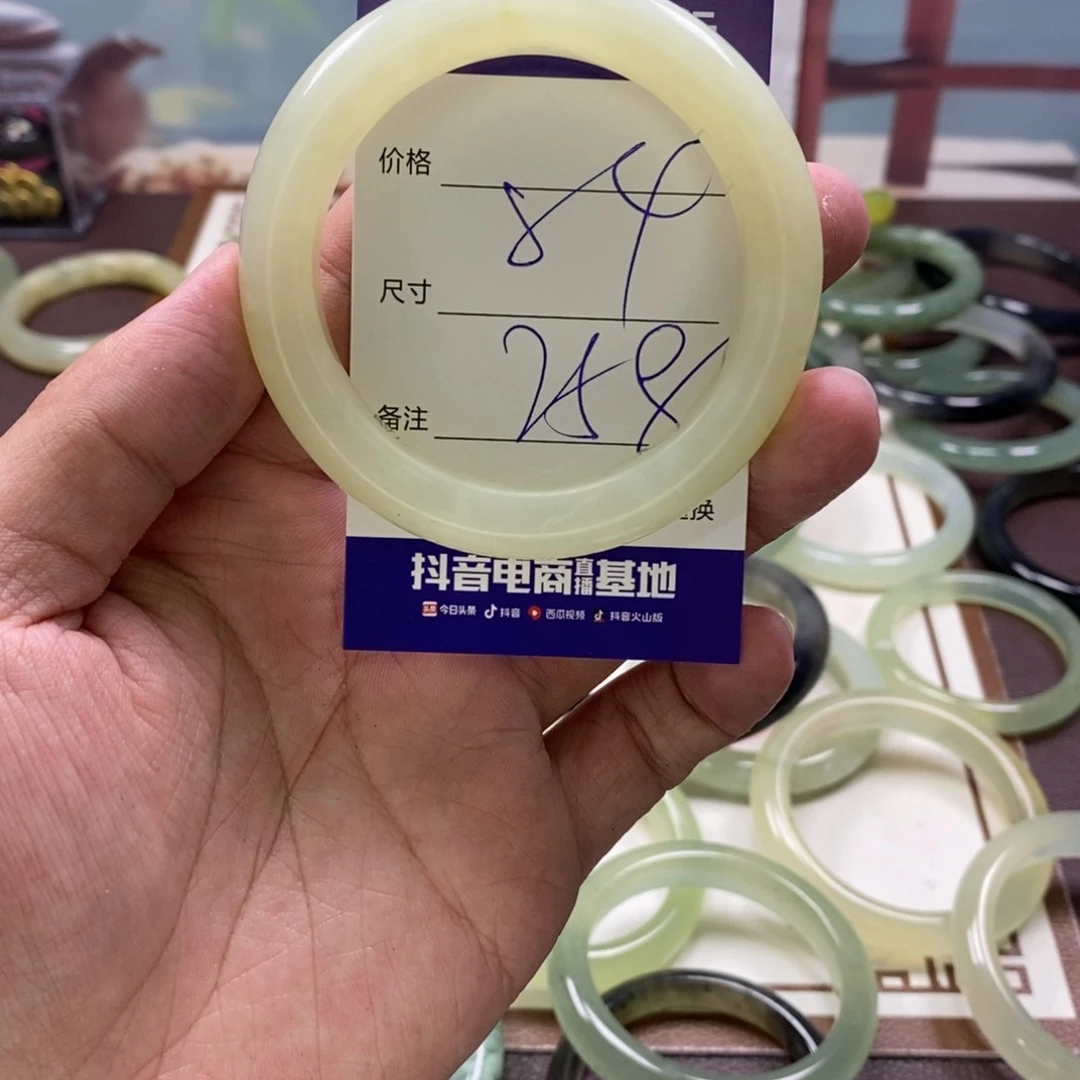 价格
84
尺寸
备注
换
抖音电商直播基地
今日头条 抖音 西瓜视频 抖音火山版